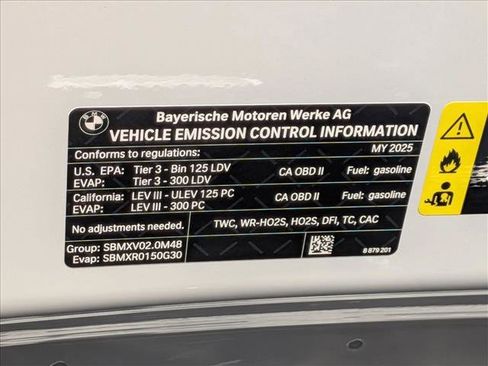 BMW
Bayerische Motoren Werke AG
VEHICLE EMISSION CONTROL INFORMATION
Conforms to regulations: MY 2025
U.S. EPA: Tier 3 - Bin 125 LDV CA OBD II Fuel: gasoline
EVAP: Tier 3 - 300 LDV
California: LEV III - ULEV 125 PC CA OBD II Fuel: gasoline
EVAP: LEV III - 300 PC
No adjustments needed. TWC, WR-HO2S, HO2S, DFI, TC, CAC
Group: SBMXV02.0M48
Evap: SBMXR0150G30
8 879 201